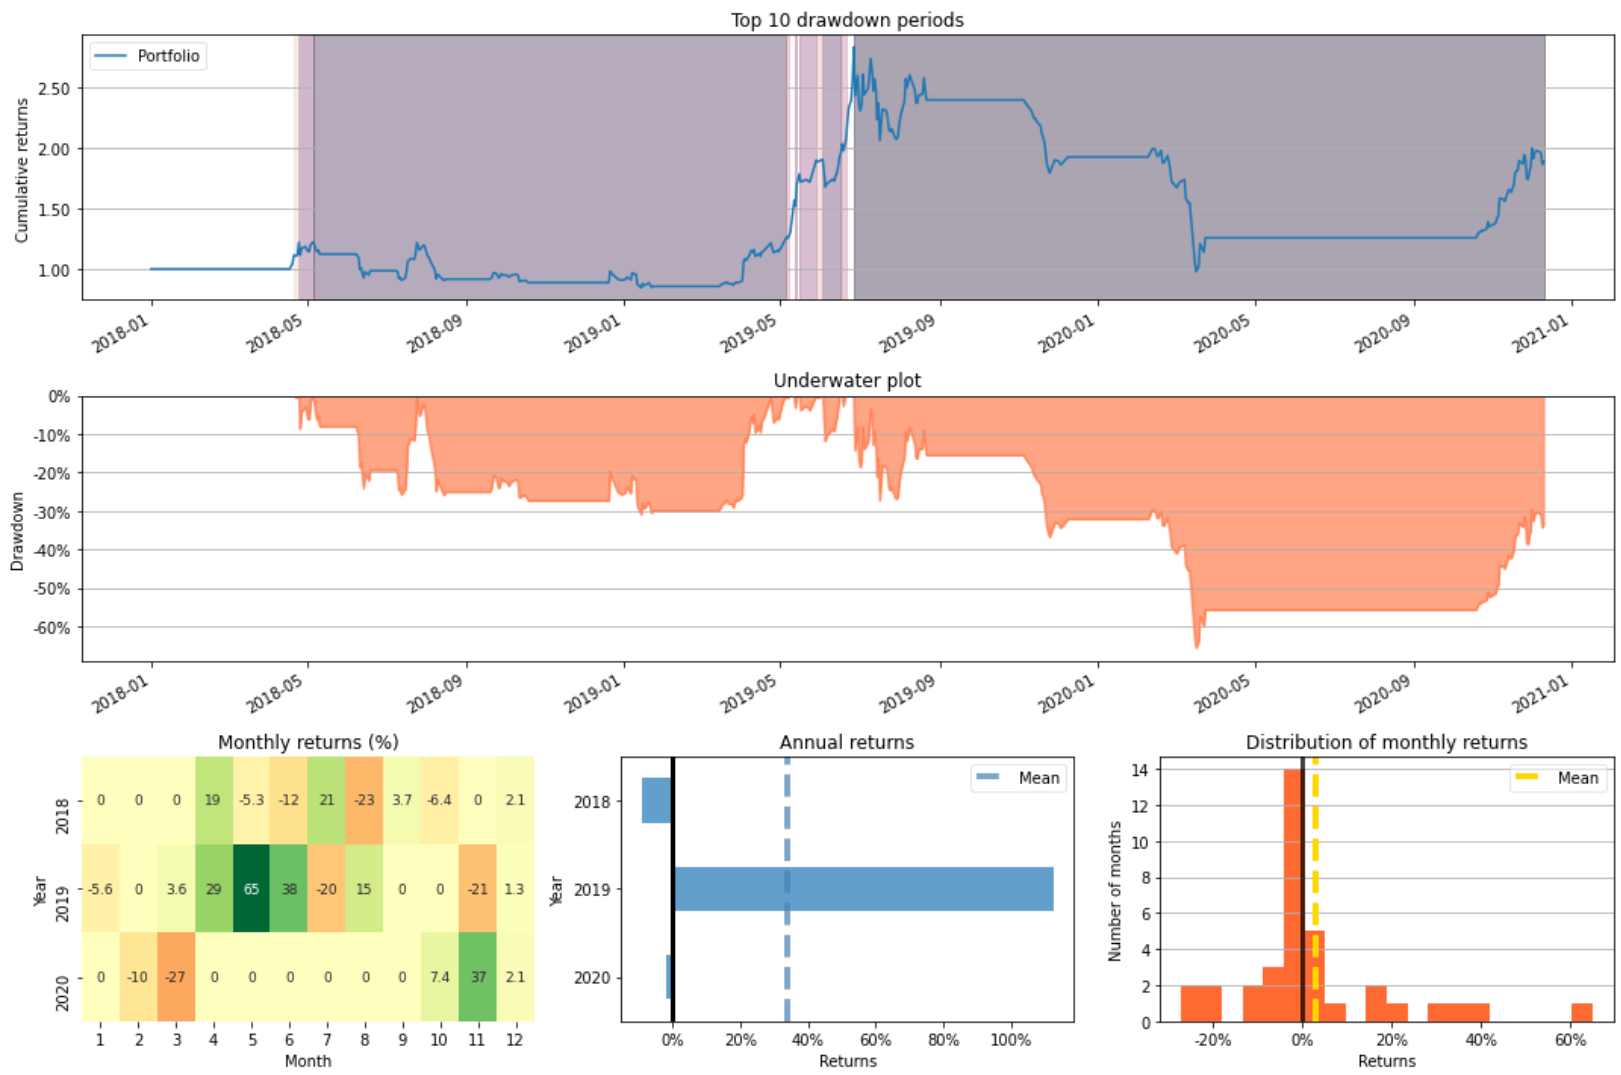 Top 10 drawdown periods
Portfolio
Cumulative returns
2.50
2.00
1.50
1.00
2018-01 2018-05 2018-09 2019-01 2019-05 2019-09 2020-01 2020-05 2020-09 2021-01
Underwater plot
Drawdown
0%
-10%
-20%
-30%
-40%
-50%
-60%
2018-01 2018-05 2018-09 2019-01 2019-05 2019-09 2020-01 2020-05 2020-09 2021-01
Monthly returns (%)
Year
2018 0 0 0 19 -5.3 -12 21 -23 3.7 -6.4 0 2.1
2019 -5.6 0 3.6 29 65 38 -20 15 0 0 -21 1.3
2020 0 -10 -27 0 0 0 0 0 0 7.4 37 2.1
1 2 3 4 5 6 7 8 9 10 11 12
Month
Annual returns
Mean
Year
2018
2019
2020
0% 20% 40% 60% 80% 100%
Returns
Distribution of monthly returns
Mean
Number of months
14
12
10
8
6
4
2
0
-20% 0% 20% 40% 60%
Returns